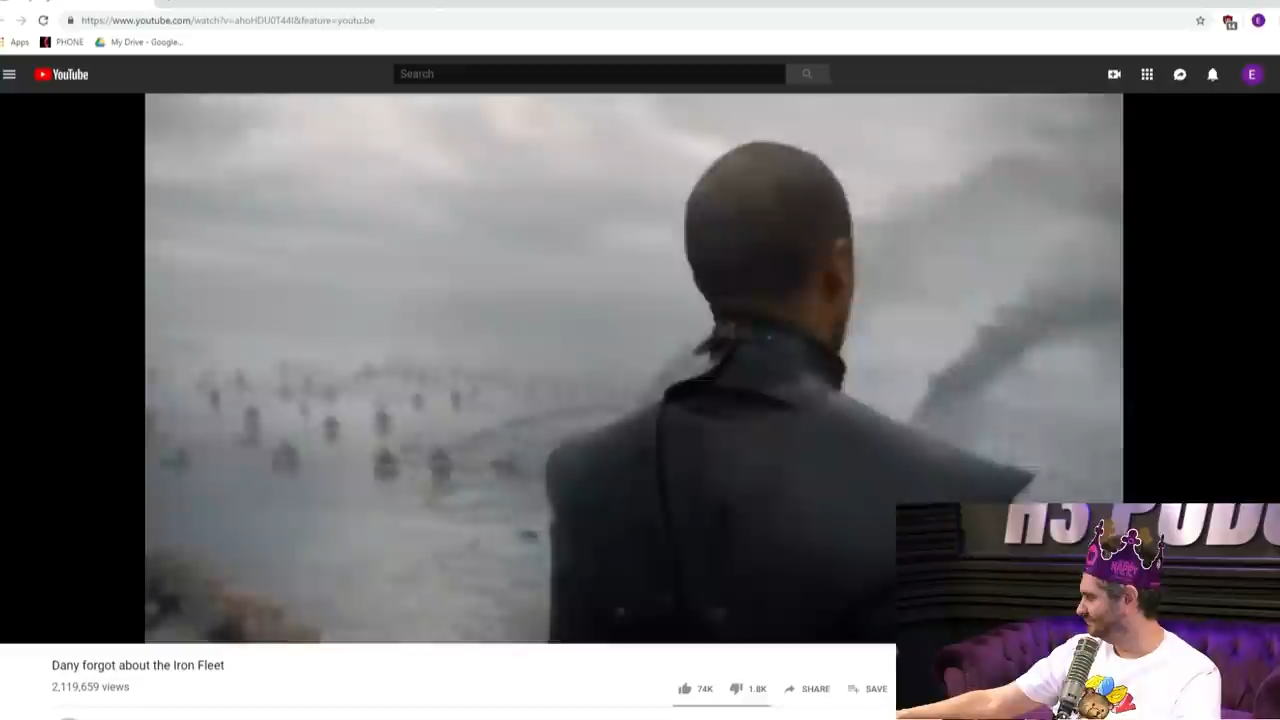 https://www.youtube.com/watch?v=ahoHDU0T44I&feature=youtu.be
Apps PHONE My Drive - Google...
YouTube Search E
H3 PODC
HAPPY
Dany forgot about the Iron Fleet
2,119,659 views
74K 1.8K SHARE SAVE